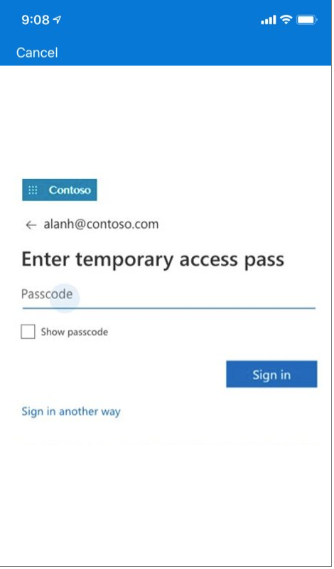 9:08
Cancel
Contoso
← alanh@contoso.com
Enter temporary access pass
Passcode
Show passcode
Sign in
Sign in another way